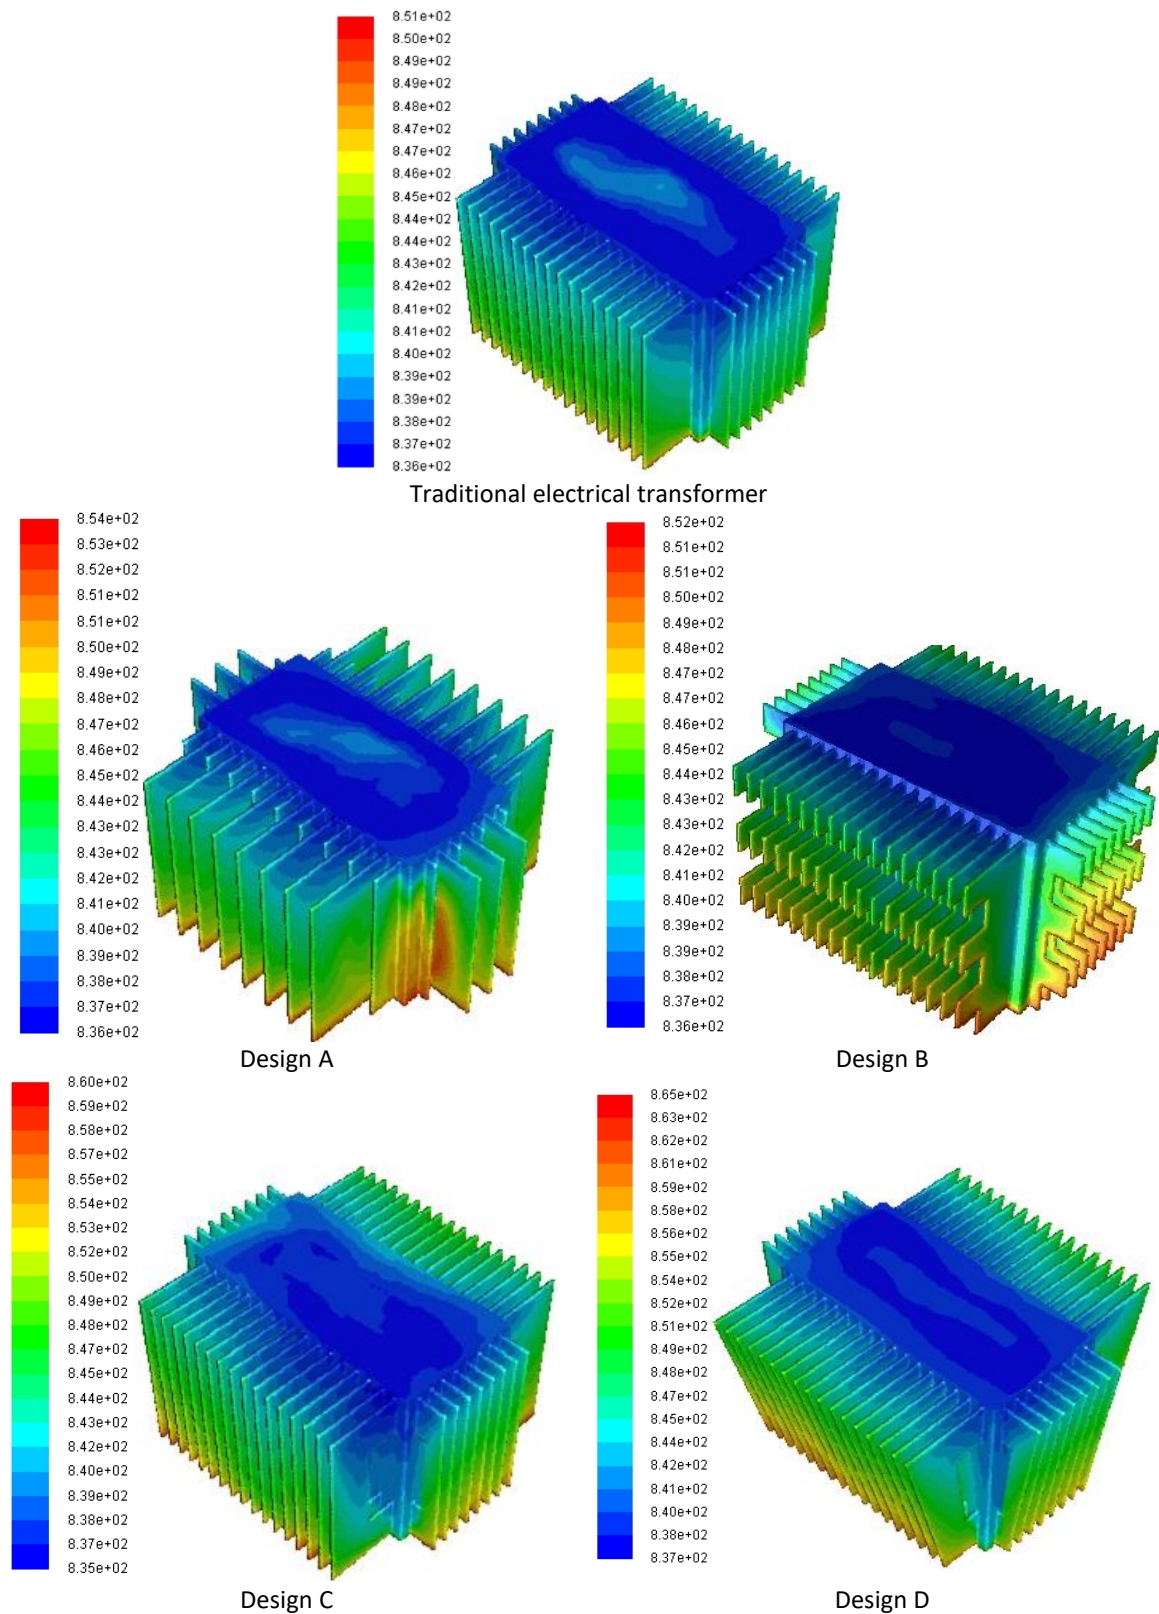 8.51e+02
8.50e+02
8.49e+02
8.49e+02
8.48e+02
8.47e+02
8.47e+02
8.46e+02
8.45e+02
8.44e+02
8.44e+02
8.43e+02
8.42e+02
8.41e+02
8.41e+02
8.40e+02
8.39e+02
8.39e+02
8.38e+02
8.37e+02
8.36e+02
Traditional electrical transformer
8.54e+02
8.53e+02
8.52e+02
8.51e+02
8.51e+02
8.50e+02
8.49e+02
8.48e+02
8.47e+02
8.46e+02
8.45e+02
8.44e+02
8.43e+02
8.43e+02
8.42e+02
8.41e+02
8.40e+02
8.39e+02
8.38e+02
8.37e+02
8.36e+02
Design A
8.52e+02
8.51e+02
8.51e+02
8.50e+02
8.49e+02
8.48e+02
8.47e+02
8.47e+02
8.46e+02
8.45e+02
8.44e+02
8.43e+02
8.43e+02
8.42e+02
8.41e+02
8.40e+02
8.39e+02
8.39e+02
8.38e+02
8.37e+02
8.36e+02
Design B
8.60e+02
8.59e+02
8.58e+02
8.57e+02
8.55e+02
8.54e+02
8.53e+02
8.52e+02
8.50e+02
8.49e+02
8.48e+02
8.47e+02
8.45e+02
8.44e+02
8.43e+02
8.42e+02
8.40e+02
8.39e+02
8.38e+02
8.37e+02
8.35e+02
Design C
8.65e+02
8.63e+02
8.62e+02
8.61e+02
8.59e+02
8.58e+02
8.56e+02
8.55e+02
8.54e+02
8.52e+02
8.51e+02
8.49e+02
8.48e+02
8.47e+02
8.45e+02
8.44e+02
8.42e+02
8.41e+02
8.40e+02
8.38e+02
8.37e+02
Design D